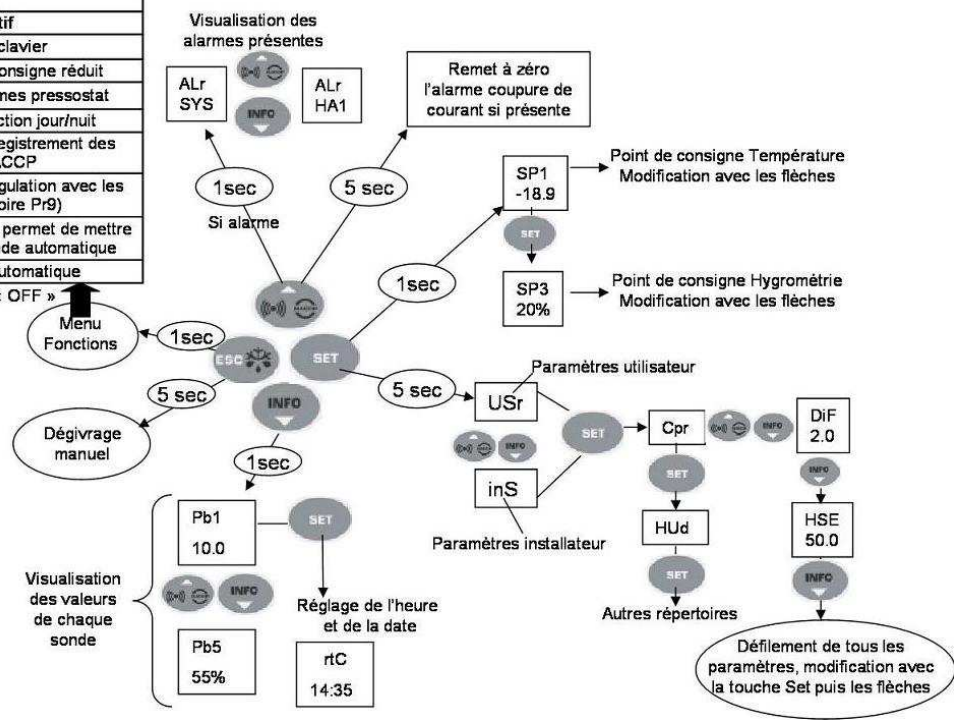 tif
clavier
onsigne réduit
mes pressostat
ction jour/nuit
egistrement des
ACCP
gulation avec les
oire Pr9)
permet de mettre
de automatique
utomatique
OFF »
Visualisation des
alarmes présentes
ALr
SYS
INFO
ALr
HA1
Remet à zéro
l'alarme coupure de
courant si présente
1sec
Si alarme
5 sec
SP1
-18.9
Point de consigne Température
Modification avec les flèches
SET
SP3
20%
Point de consigne Hygrométrie
Modification avec les flèches
1sec
Menu
Fonctions
1sec
ESC
SET
5 sec
Dégivrage
manuel
INFO
1sec
5 sec
Paramètres utilisateur
USr
INFO
inS
Paramètres installateur
SET
Cpr
INFO
DiF
2.0
SET
HUd
SET
Autres répertoires
INFO
HSE
50.0
INFO
Défilement de tous les
paramètres, modification avec
la touche Set puis les flèches
Visualisation
des valeurs
de chaque
sonde
Pb1
10.0
INFO
Pb5
55%
SET
Réglage de l'heure
et de la date
rtC
14:35